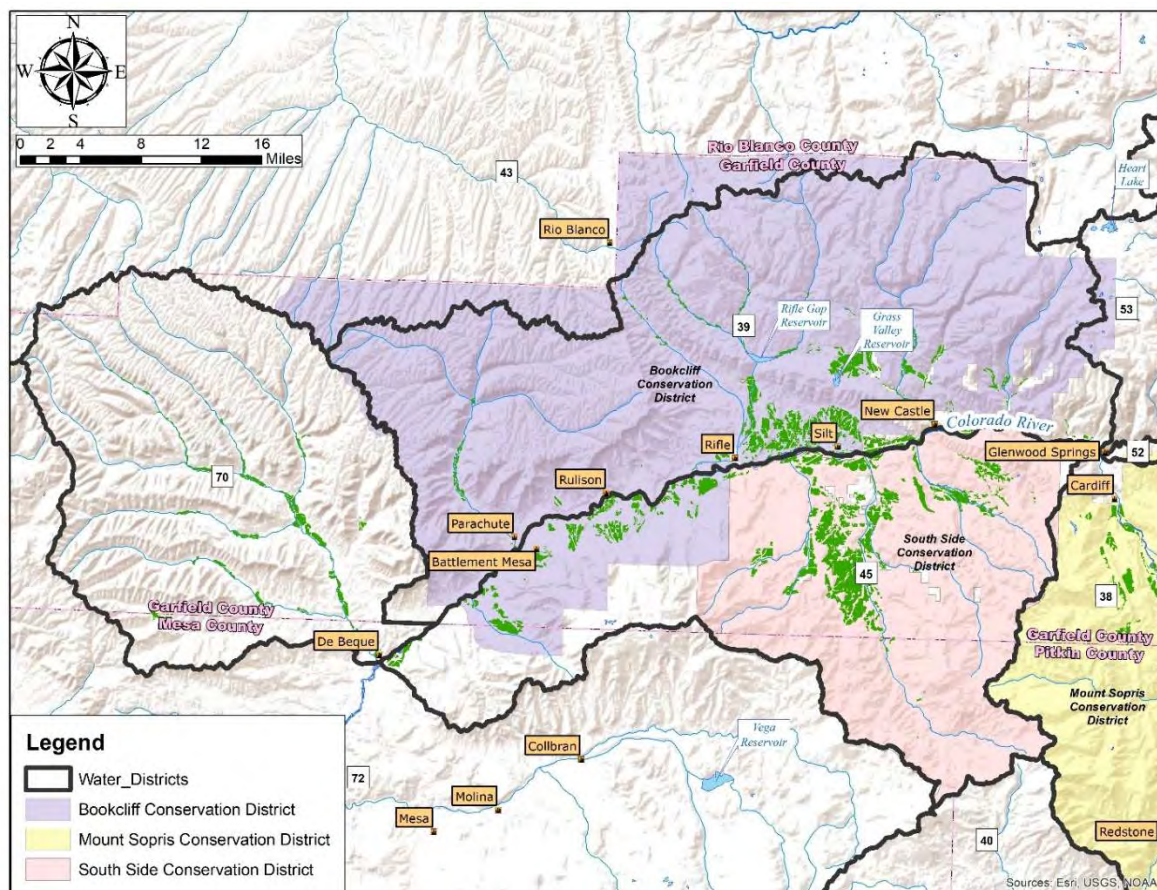 N
W
E
S
0 2 4 8 12 16
Miles
43
Rio Blanco County
Garfield County
Heart
Lake
Rio Blanco
53
39
Rifle Gap
Reservoir
Grass
Valley
Reservoir
Bookcliff
Conservation
District
New Castle
Colorado River
Silt
Rifle
Glenwood Springs
52
Cardiff
70
Rulison
Parachute
Battlement Mesa
South Side
Conservation
District
45
38
Garfield County
Mesa County
De Beque
Garfield County
Pitkin County
Mount Sopris
Conservation
District
Vega
Reservoir
Collbran
72
Molina
Mesa
40
Redstone
Legend
Water_Districts
Bookcliff Conservation District
Mount Sopris Conservation District
South Side Conservation District
Sources: Esri, USGS, NOAA